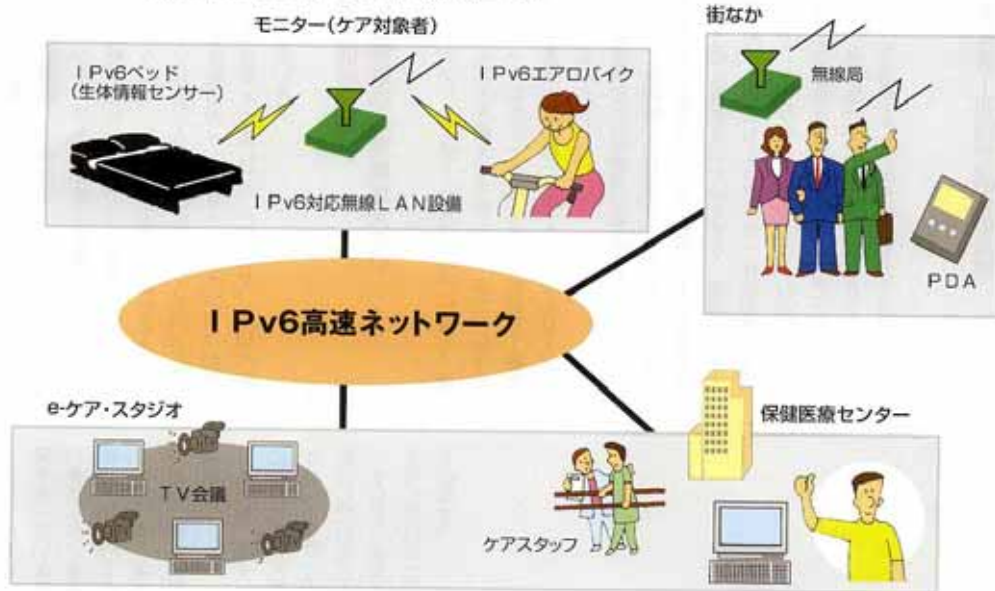 モニター(ケア対象者)
街なか
IPv6ベッド
(生体情報センサー)
IPv6エアロバイク
無線局
IPv6対応無線LAN設備
PDA
IPv6高速ネットワーク
e-ケア・スタジオ
保健医療センター
TV会議
ケアスタッフ